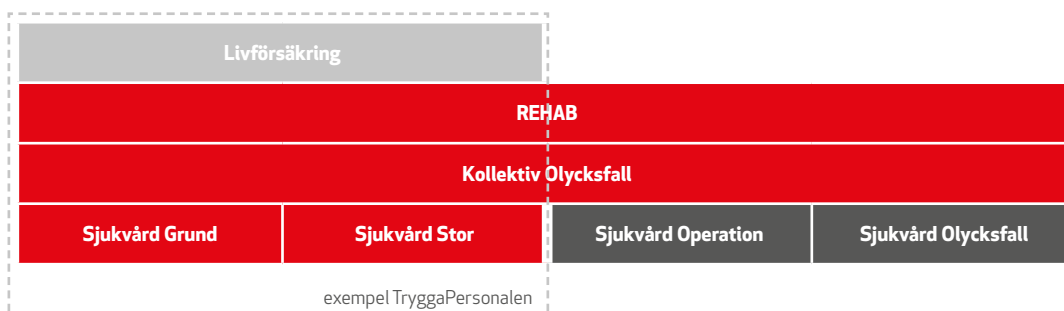 Livförsäkring
REHAB
Kollektiv Olycksfall
Sjukvård Grund
Sjukvård Stor
Sjukvård Operation
Sjukvård Olycksfall
exempel TryggaPersonalen